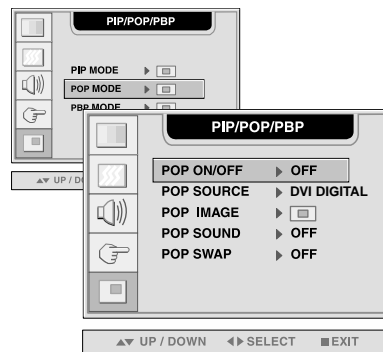 PIP/POP/PBP
PIP MODE
POP MODE
PBP MODE
▲▼ UP / D
PIP/POP/PBP
POP ON/OFF ▶ OFF
POP SOURCE ▶ DVI DIGITAL
POP IMAGE ▶
POP SOUND ▶ OFF
POP SWAP ▶ OFF
▲▼ UP / DOWN ◀▶ SELECT ■ EXIT